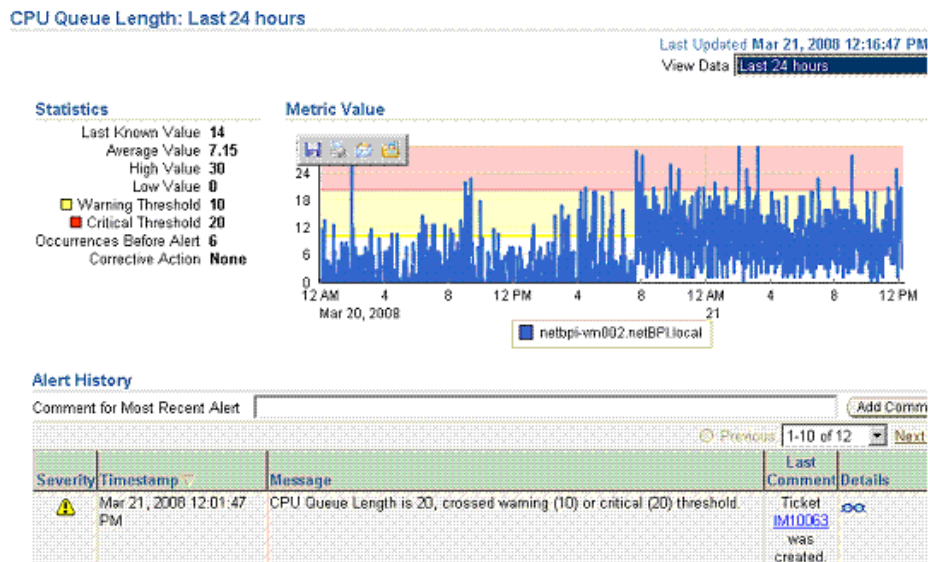 CPU Queue Length: Last 24 hours
Last Updated Mar 21, 2008 12:16:47 PM
View Data Last 24 hours
Statistics
Last Known Value 14
Average Value 7.15
High Value 30
Low Value 0
Warning Threshold 10
Critical Threshold 20
Occurrences Before Alert 6
Corrective Action None
Metric Value
24
18
12
6
0
12 AM 4 8 12 PM 4 8 12 AM 4 8 12 PM
Mar 20, 2008 21
netbpi-vm002.netBPI.local
Alert History
Comment for Most Recent Alert
Add Comm
Previous 1-10 of 12 Next
Severity Timestamp Message Last Comment Details
Mar 21, 2008 12:01:47 PM
CPU Queue Length is 20, crossed warning (10) or critical (20) threshold.
Ticket
IM10063
was
created.